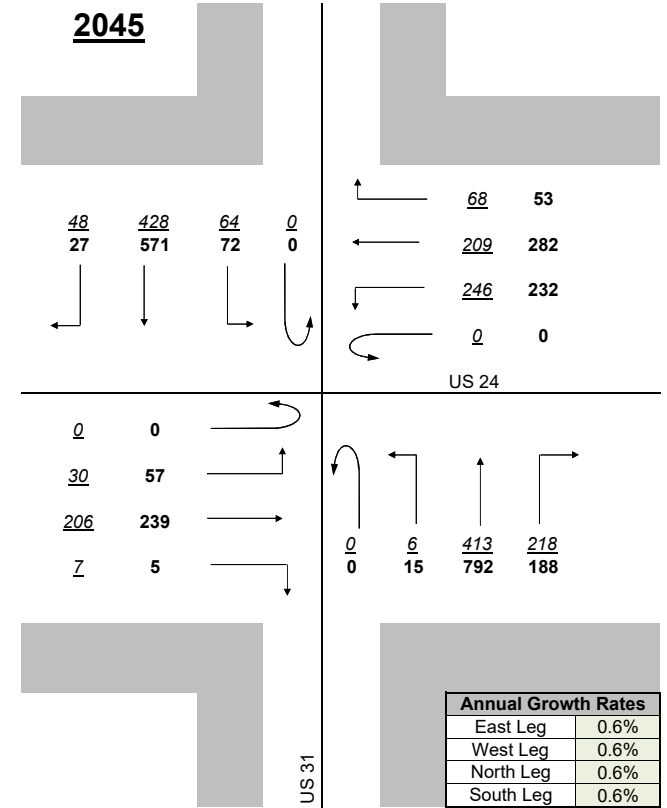 2045
68 53
48 428 64 0
27 571 72 0
209 282
246 232
0 0
US 24
0 0
30 57
206 239
7 5
0 6 413 218
0 15 792 188
US 31
Annual Growth Rates
East Leg 0.6%
West Leg 0.6%
North Leg 0.6%
South Leg 0.6%